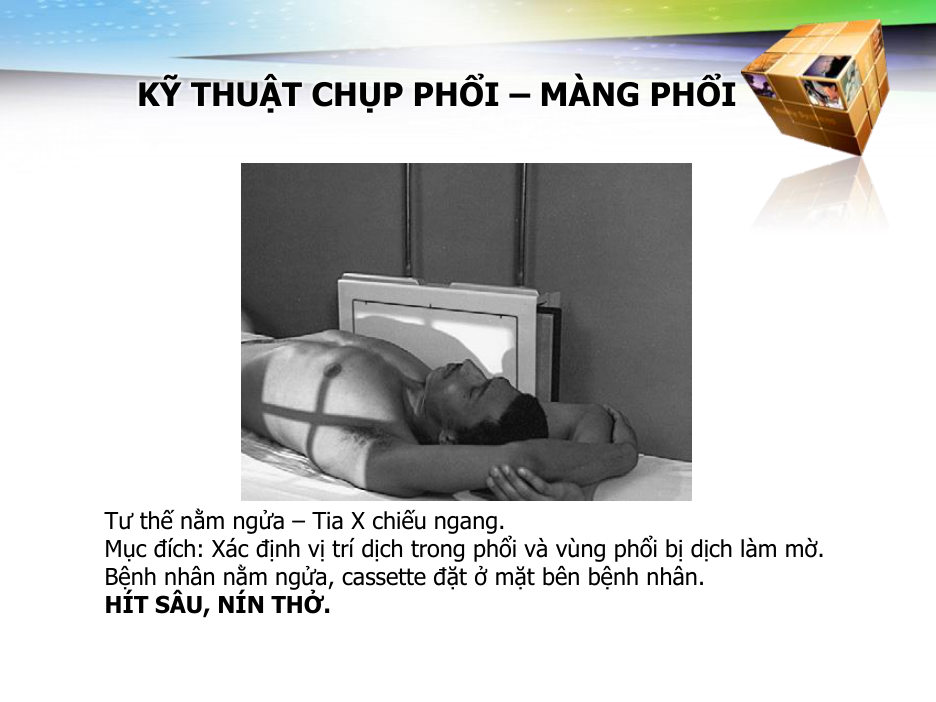 KỸ THUẬT CHỤP PHỔI – MÀNG PHỔI
Tư thế nằm ngửa – Tia X chiếu ngang.
Mục đích: Xác định vị trí dịch trong phổi và vùng phổi bị dịch làm mờ.
Bệnh nhân nằm ngửa, cassette đặt ở mặt bên bệnh nhân.
HÍT SÂU, NÍN THỞ.